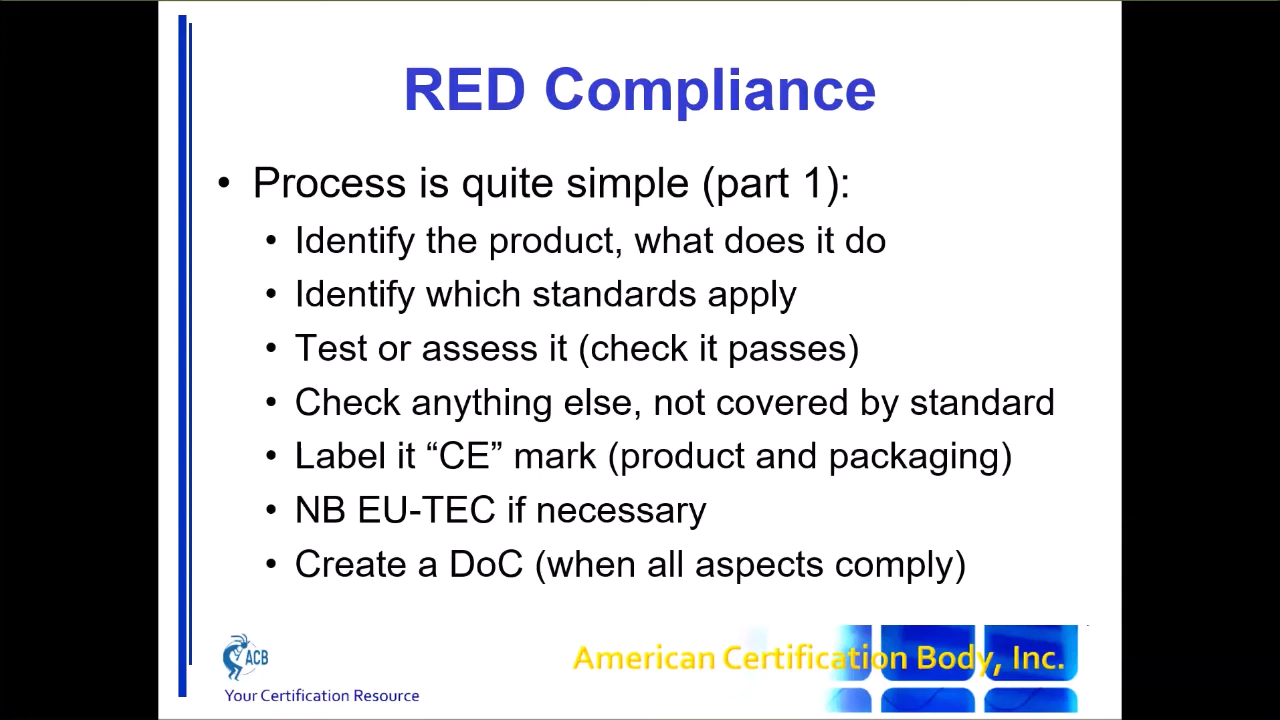 RED Compliance
• Process is quite simple (part 1):
• Identify the product, what does it do
• Identify which standards apply
• Test or assess it (check it passes)
• Check anything else, not covered by standard
• Label it “CE” mark (product and packaging)
• NB EU-TEC if necessary
• Create a DoC (when all aspects comply)
ACB
American Certification Body, Inc.
Your Certification Resource